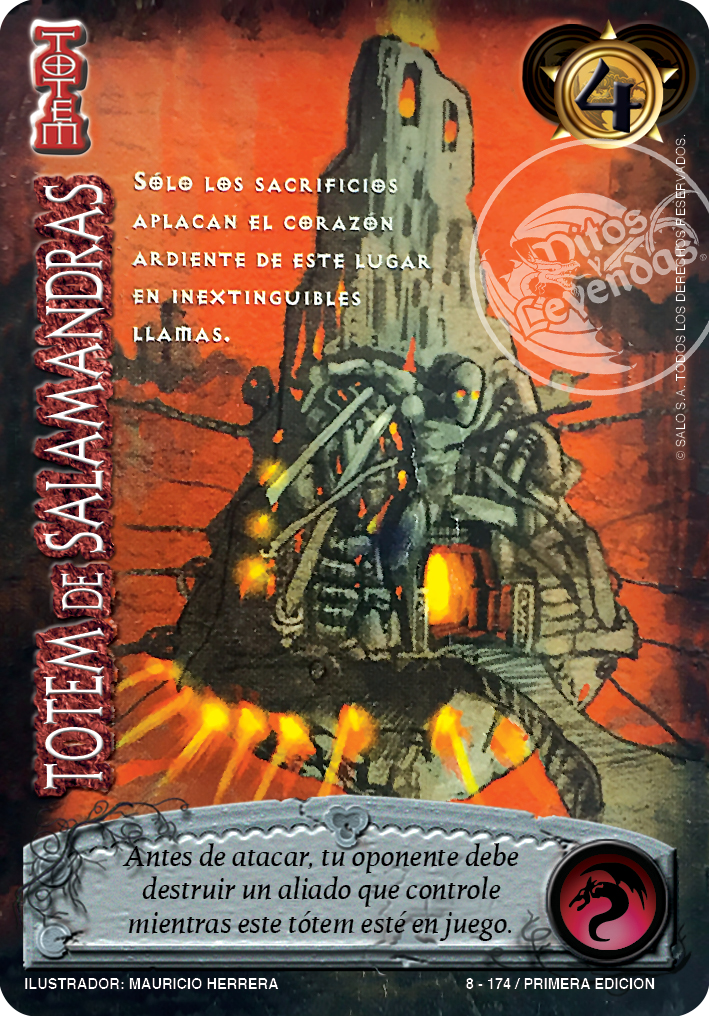 TOTEM
4
TOTEM DE SALAMANDRAS
Sólo los sacrificios
aplacan el corazón
ardiente de este lugar
en inextinguibles
llamas.
Mitos
y
Leyendas®
© SALO S.A. TODOS LOS DERECHOS RESERVADOS.
Antes de atacar, tu oponente debe
destruir un aliado que controle
mientras este tótem esté en juego.
ILUSTRADOR: MAURICIO HERRERA
8 - 174 / PRIMERA EDICION